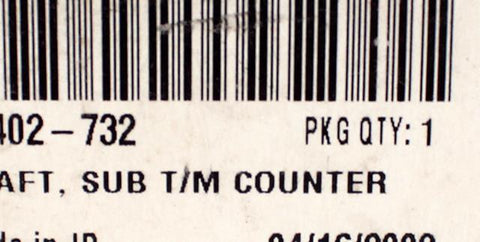 402-732 PKG QTY: 1
AFT, SUB T/M COUNTER